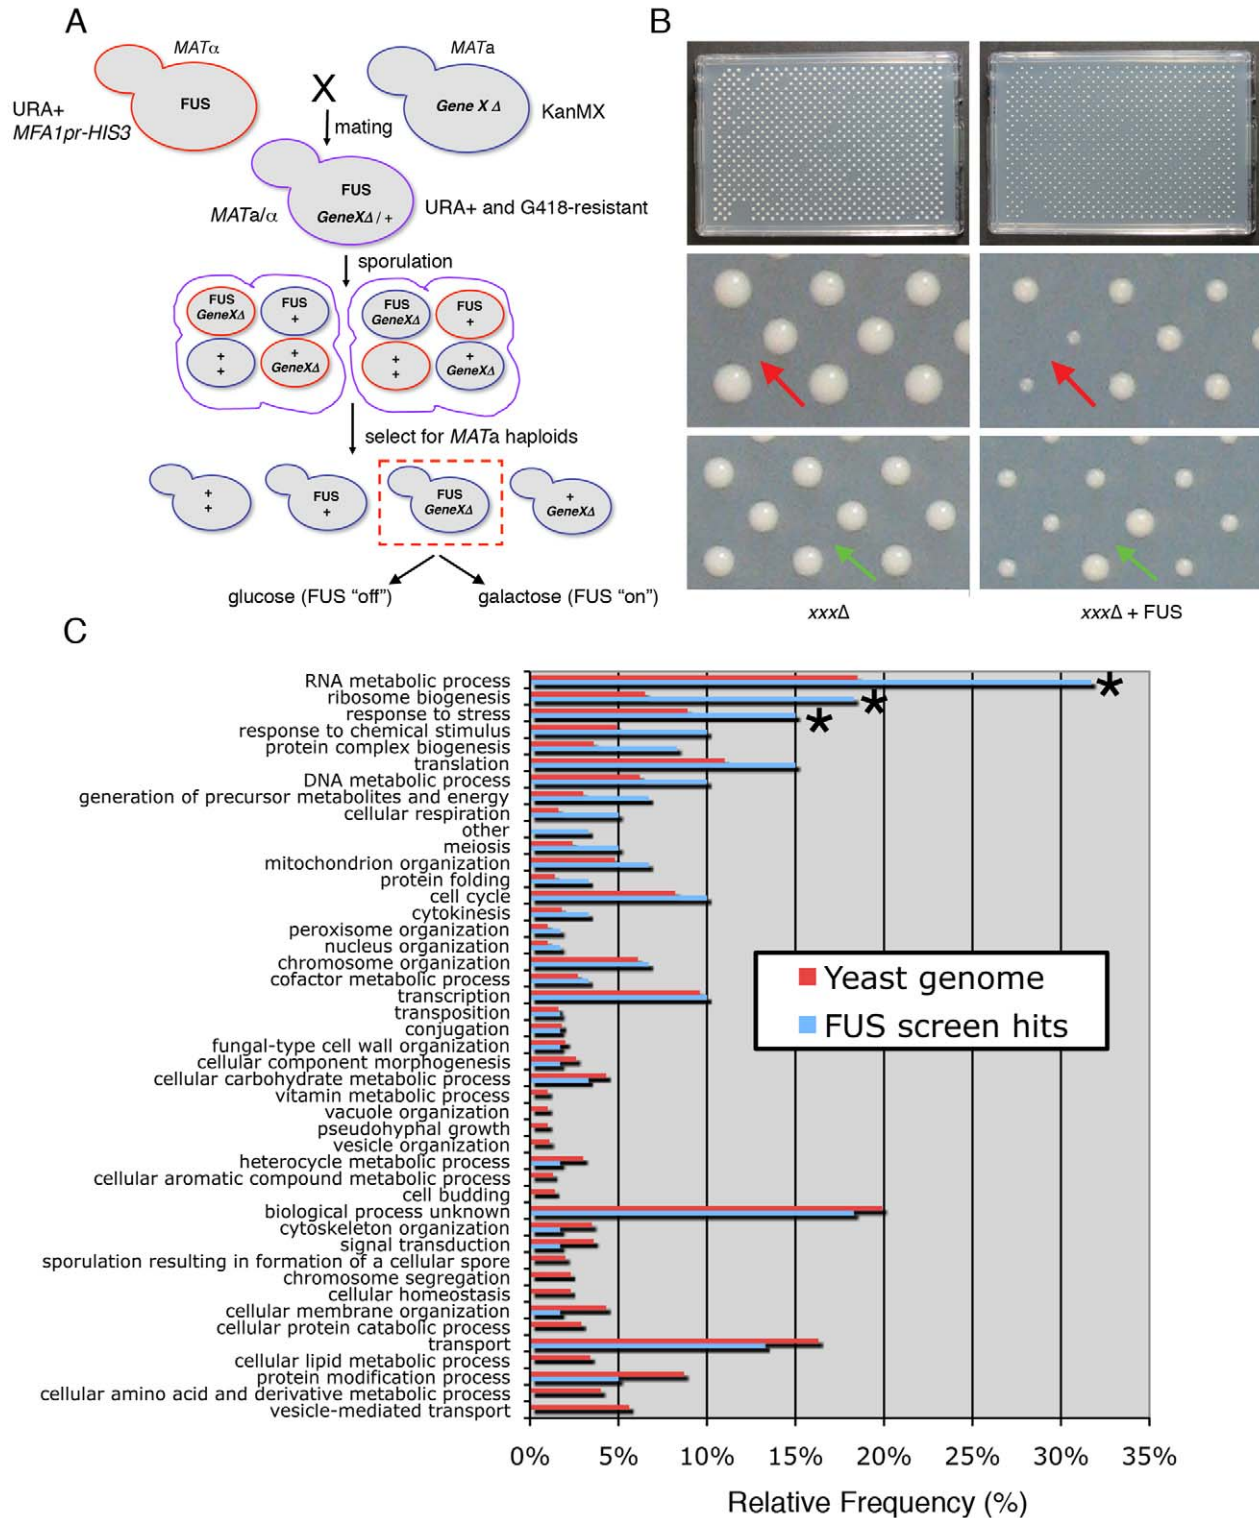 A
MATα
MATa
URA+
MFA1pr-HIS3
FUS
X
Gene X Δ
KanMX
mating
FUS
GeneXΔ / +
MATa/α
URA+ and G418-resistant
sporulation
FUS
GeneXΔ
FUS
+
+
+
+
GeneXΔ
FUS
GeneXΔ
FUS
+
+
+
+
GeneXΔ
select for MATa haploids
+
+
FUS
+
FUS
GeneXΔ
+
GeneXΔ
glucose (FUS “off”)
galactose (FUS “on”)
B
xxxΔ
xxxΔ + FUS
C
RNA metabolic process
ribosome biogenesis
response to stress
response to chemical stimulus
protein complex biogenesis
translation
DNA metabolic process
generation of precursor metabolites and energy
cellular respiration
other
meiosis
mitochondrion organization
protein folding
cell cycle
cytokinesis
peroxisome organization
nucleus organization
chromosome organization
cofactor metabolic process
transcription
transposition
conjugation
fungal-type cell wall organization
cellular component morphogenesis
cellular carbohydrate metabolic process
vitamin metabolic process
vacuole organization
pseudohyphal growth
vesicle organization
heterocycle metabolic process
cellular aromatic compound metabolic process
cell budding
biological process unknown
cytoskeleton organization
signal transduction
sporulation resulting in formation of a cellular spore
chromosome segregation
cellular homeostasis
cellular membrane organization
cellular protein catabolic process
transport
cellular lipid metabolic process
protein modification process
cellular amino acid and derivative metabolic process
vesicle-mediated transport
*
*
*
Yeast genome
FUS screen hits
0% 5% 10% 15% 20% 25% 30% 35%
Relative Frequency (%)